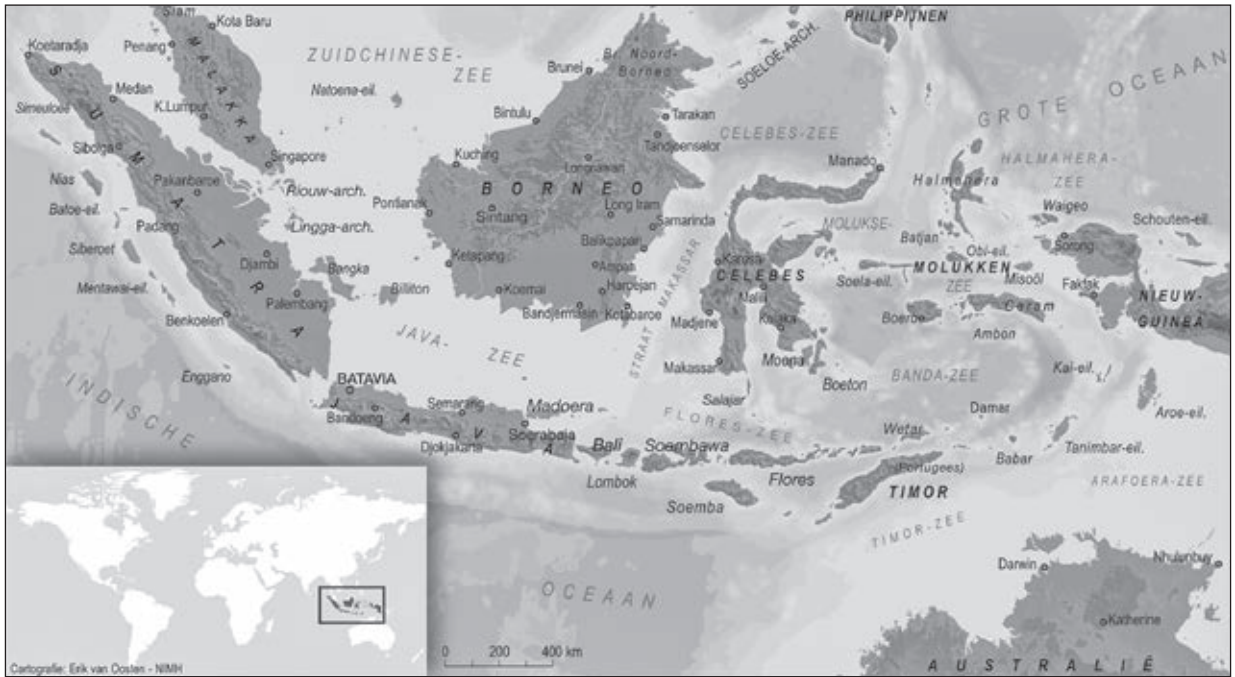 Siam
Kota Baru
PHILIPPIJNEN
Koetaradja
Penang
MALAKKA
ZUIDCHINESE-
ZEE
Brunei
Br. Noord-
Borneo
SOELOE-ARCH.
GROTE OCEAAN
Medan
Natoena-eil.
Simeuloee
K.Lumpur
Bintulu
Tarakan
CELEBES-ZEE
Tandjoenselor
Sibolga
SUMATRA
Singapore
Kuching
Longnawan
Manado
HALMAHERA-
ZEE
Halmahera
Nias
Pakanbaroe
Riouw-arch.
BORNEO
Pontianak
Sintang
Long Iram
Waigeo
Schouten-eil.
Batoe-eil.
Padang
Lingga-arch.
Samarinda
MOLUKSE-
Batjan
Sorong
Siberoet
Djambi
Balikpapan
Obi-eil.
Ketapang
Ampah
CELEBES
MOLUKKEN
Misoöl
Mentawai-eil.
Bangka
Soela-eil.
ZEE
Palembang
Billiton
Koemai
Malili
Fakfak
NIEUW-
GUINEA
Benkoelen
Bandjermasin
Kotabaroe
STRAAT MAKASSAR
Madjene
Kolaka
Boeroe
Ceram
Ambon
JAVA-ZEE
Makassar
Moena
Boeton
BANDA-ZEE
Kai-eil.
Enggano
INDISCHE
BATAVIA
Salajar
Aroe-eil.
Bandoeng
Semarang
Madoera
FLORES-ZEE
Damar
JAVA
Soerabaja
Djokjakarta
Bali
Soembawa
Wetar
Tanimbar-eil.
Lombok
Flores
(Portugees)
Babar
TIMOR
ARAFOERA-ZEE
Soemba
TIMOR-ZEE
OCEAAN
Darwin
Nhulunbuy
Katherine
Cartografie: Erik van Oosten - NIMH
0 200 400 km
AUSTRALIË